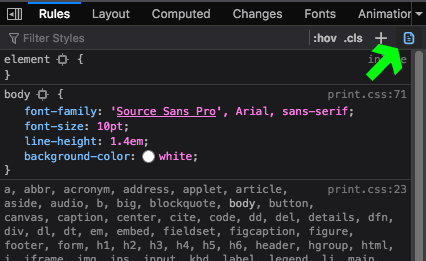 Rules Layout Computed Changes Fonts Animation
Filter Styles :hov .cls +
element {
}
body { print.css:71
font-family: 'Source Sans Pro', Arial, sans-serif;
font-size: 10pt;
line-height: 1.4em;
background-color: white;
}
a, abbr, acronym, address, applet, article, print.css:23
aside, audio, b, big, blockquote, body, button,
canvas, caption, center, cite, code, dd, del, details, dfn,
div, dl, dt, em, embed, fieldset, figcaption, figure,
footer, form, h1, h2, h3, h4, h5, h6, header, hgroup, html,
i, iframe, img, ins, input, kbd, label, legend, li, main